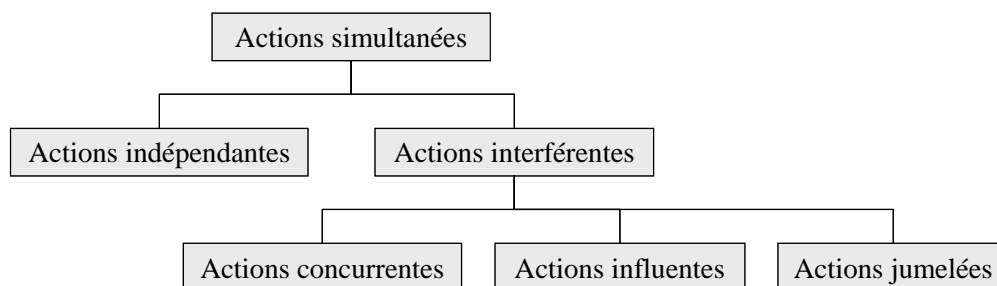 Actions simultanées
Actions indépendantes
Actions interférentes
Actions concurrentes
Actions influentes
Actions jumelées